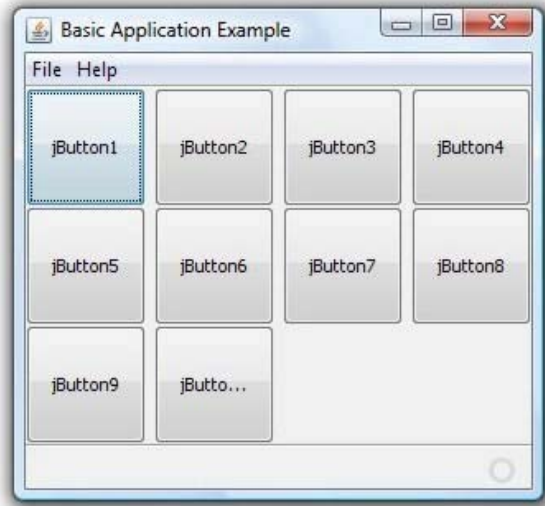 Basic Application Example
File Help
jButton1 jButton2 jButton3 jButton4
jButton5 jButton6 jButton7 jButton8
jButton9 jButto...